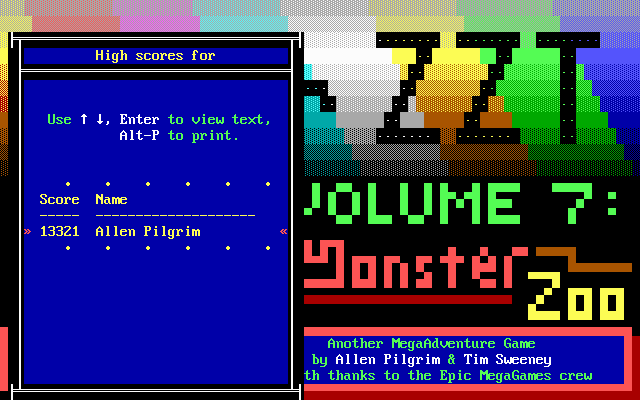 High scores for
Use ↑ ↓, Enter to view text,
Alt-P to print.
Score Name
----- --------------------
» 13321 Allen Pilgrim «
VOLUME 7:
Monster
Zoo
Another MegaAdventure Game
by Allen Pilgrim & Tim Sweeney
th thanks to the Epic MegaGames crew